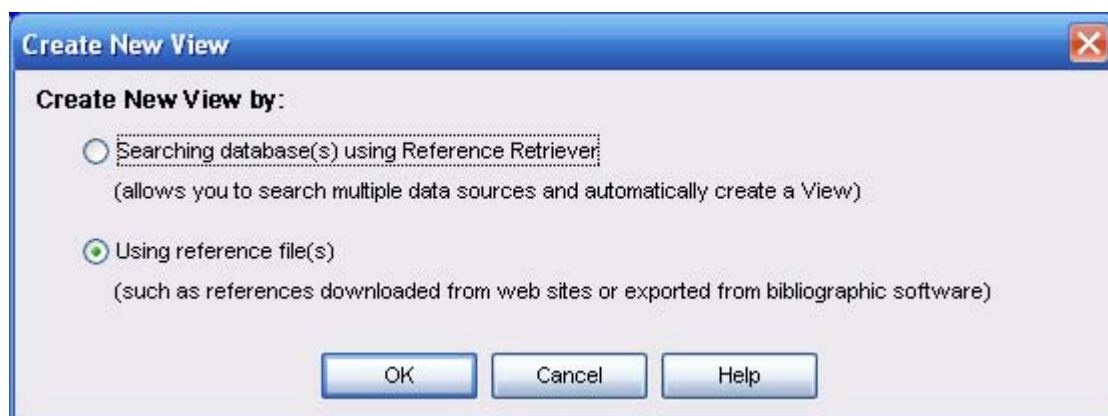 Create New View
Create New View by:
Searching database(s) using Reference Retriever
(allows you to search multiple data sources and automatically create a View)
Using reference file(s)
(such as references downloaded from web sites or exported from bibliographic software)
OK Cancel Help